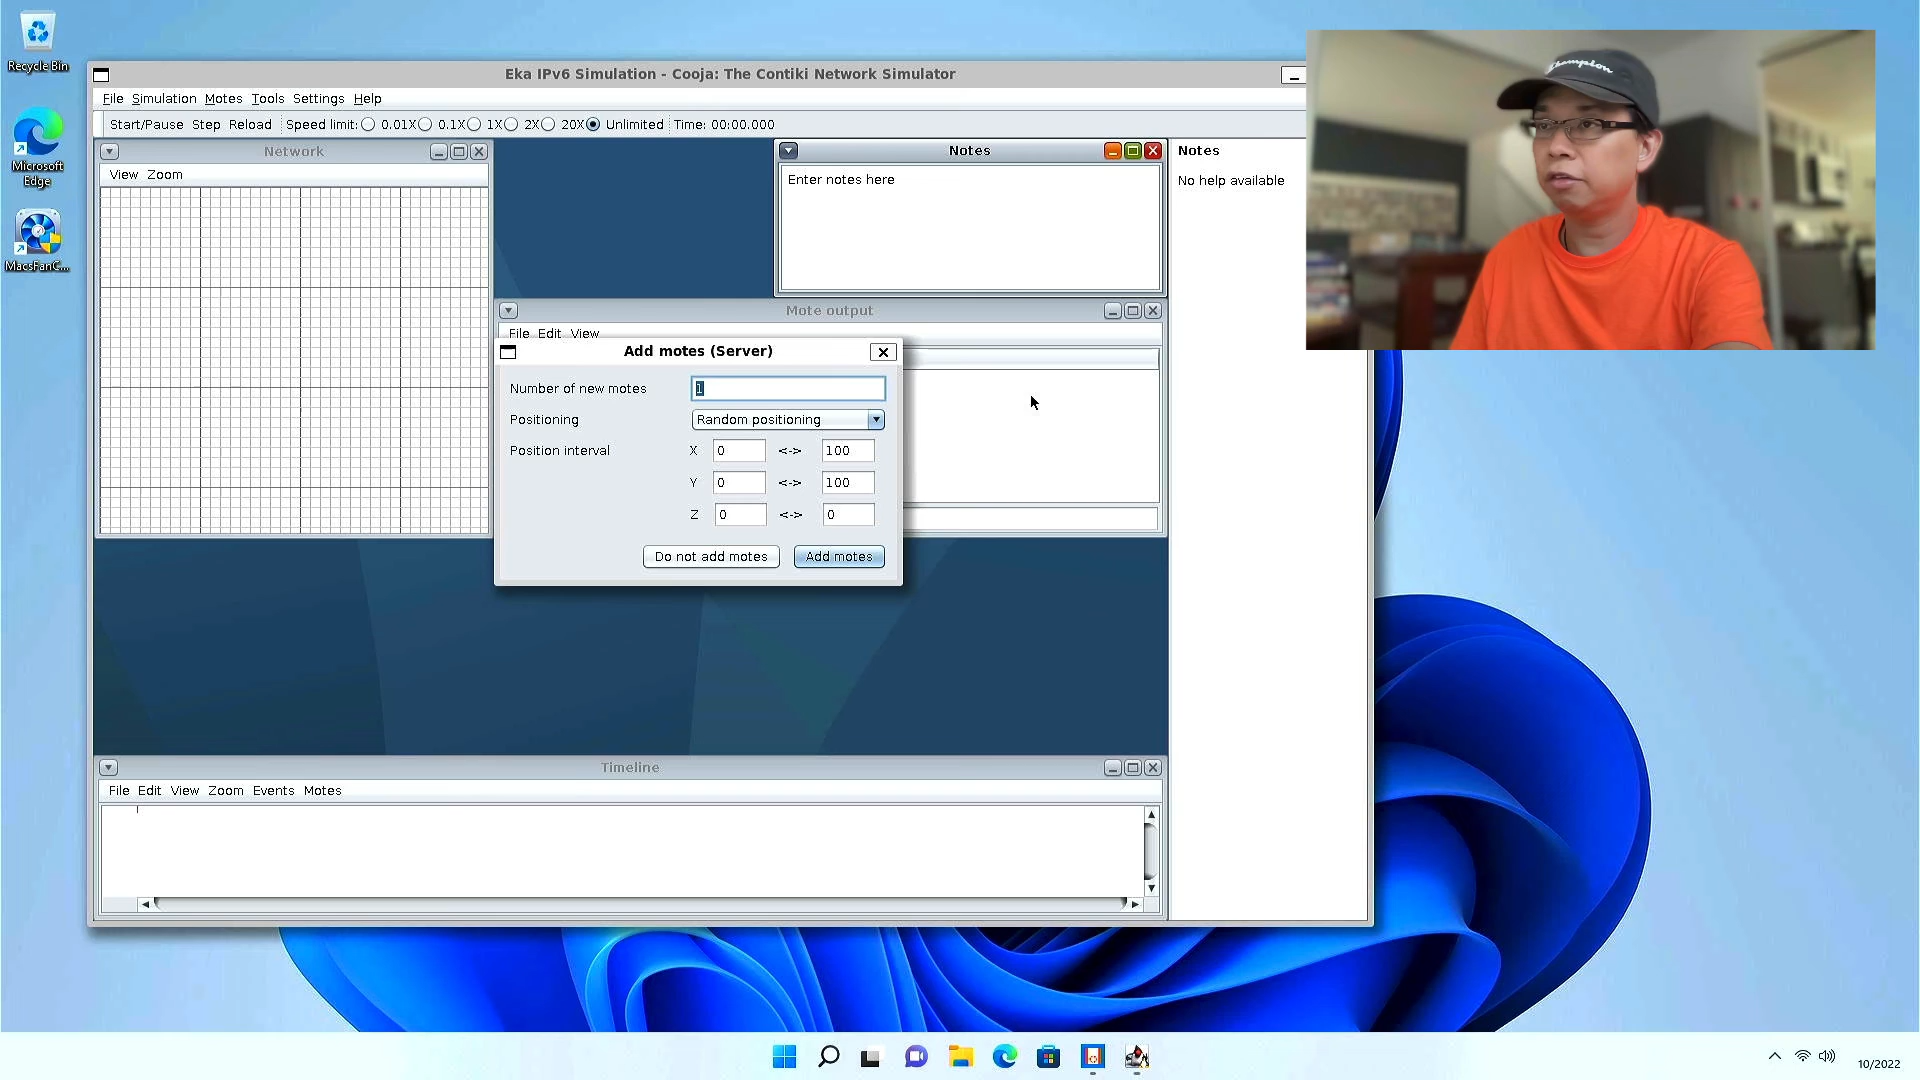 Recycle Bin
Microsoft
Edge
MacsFanC...
Eka IPv6 Simulation - Cooja: The Contiki Network Simulator
File Simulation Motes Tools Settings Help
Start/Pause Step Reload Speed limit: 0.01X 0.1X 1X 2X 20X Unlimited Time: 00:00.000
Network
View Zoom
Notes
Enter notes here
Notes
No help available
Champion
Mote output
File Edit View
Add motes (Server)
Number of new motes 1
Positioning Random positioning
Position interval X 0 <-> 100
Y 0 <-> 100
Z 0 <-> 0
Do not add motes Add motes
Timeline
File Edit View Zoom Events Motes
10/2022